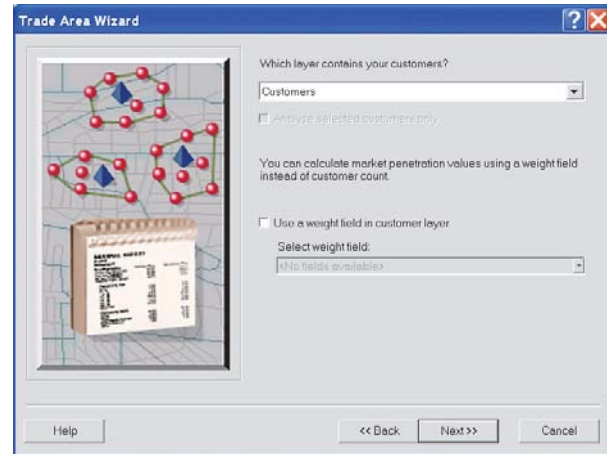 Trade Area Wizard
Which layer contains your customers?
Customers
Analyze selected customers only
You can calculate market penetration values using a weight field
instead of customer count.
Use a weight field in customer layer
Select weight field:
<No fields available>
Help
<< Back
Next >>
Cancel